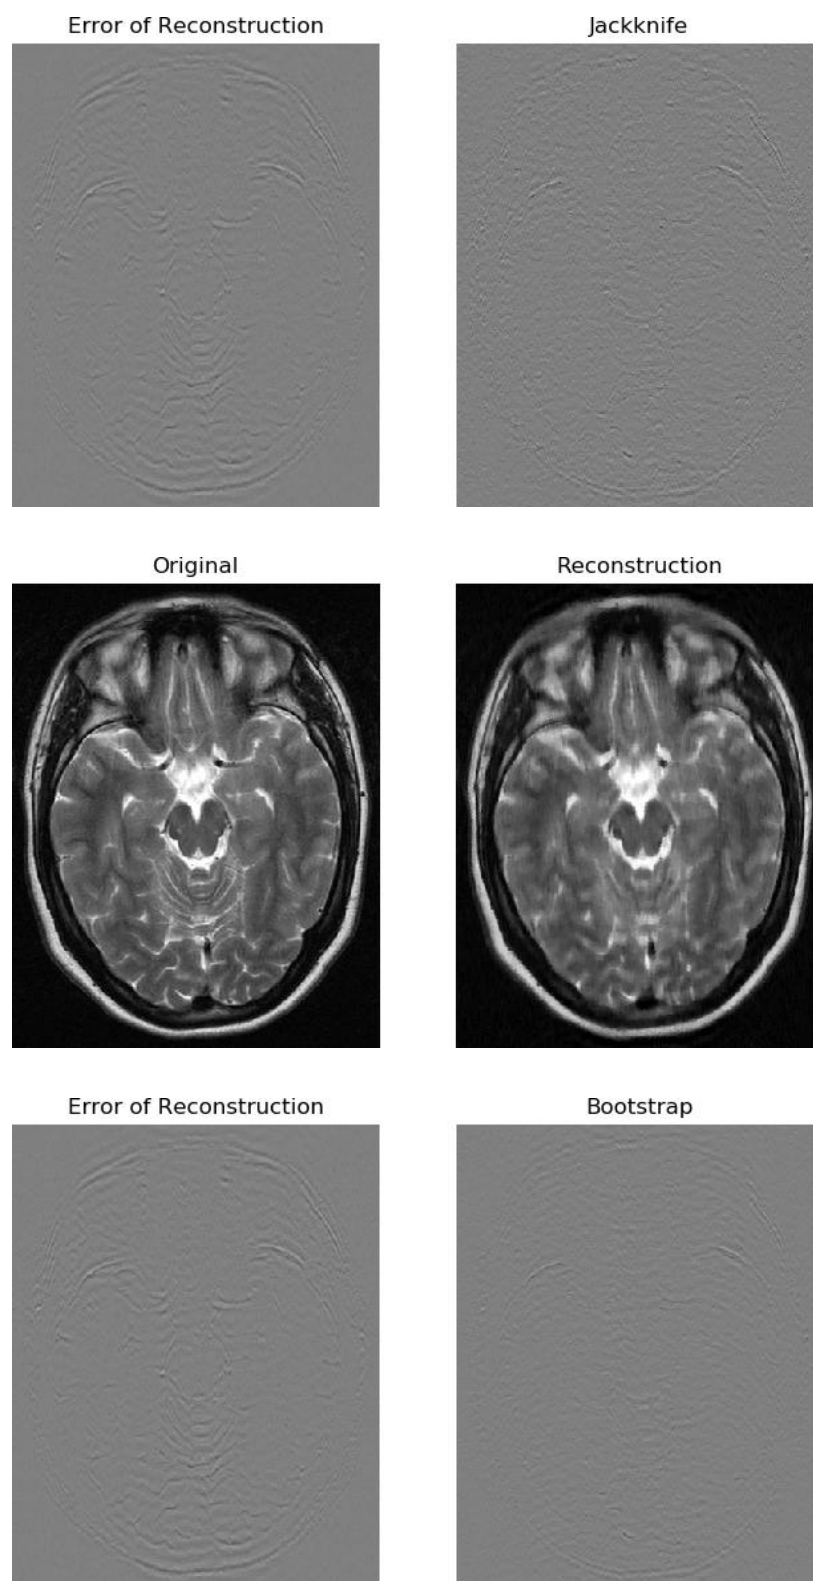 Error of Reconstruction
Jackknife
Original
Reconstruction
Error of Reconstruction
Bootstrap